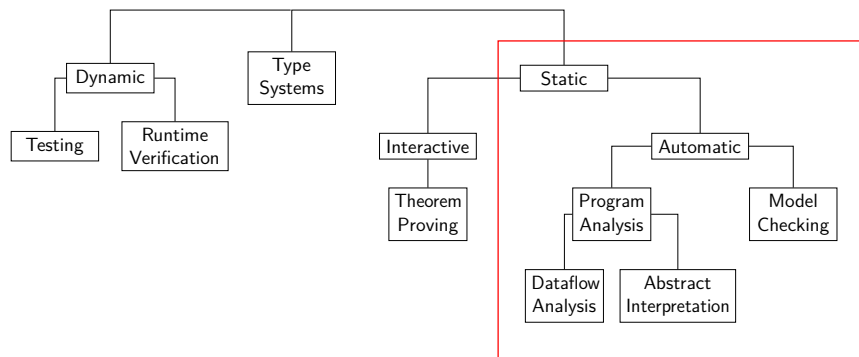 Dynamic
Type
Systems
Static
Testing
Runtime
Verification
Interactive
Automatic
Theorem
Proving
Program
Analysis
Model
Checking
Dataflow
Analysis
Abstract
Interpretation